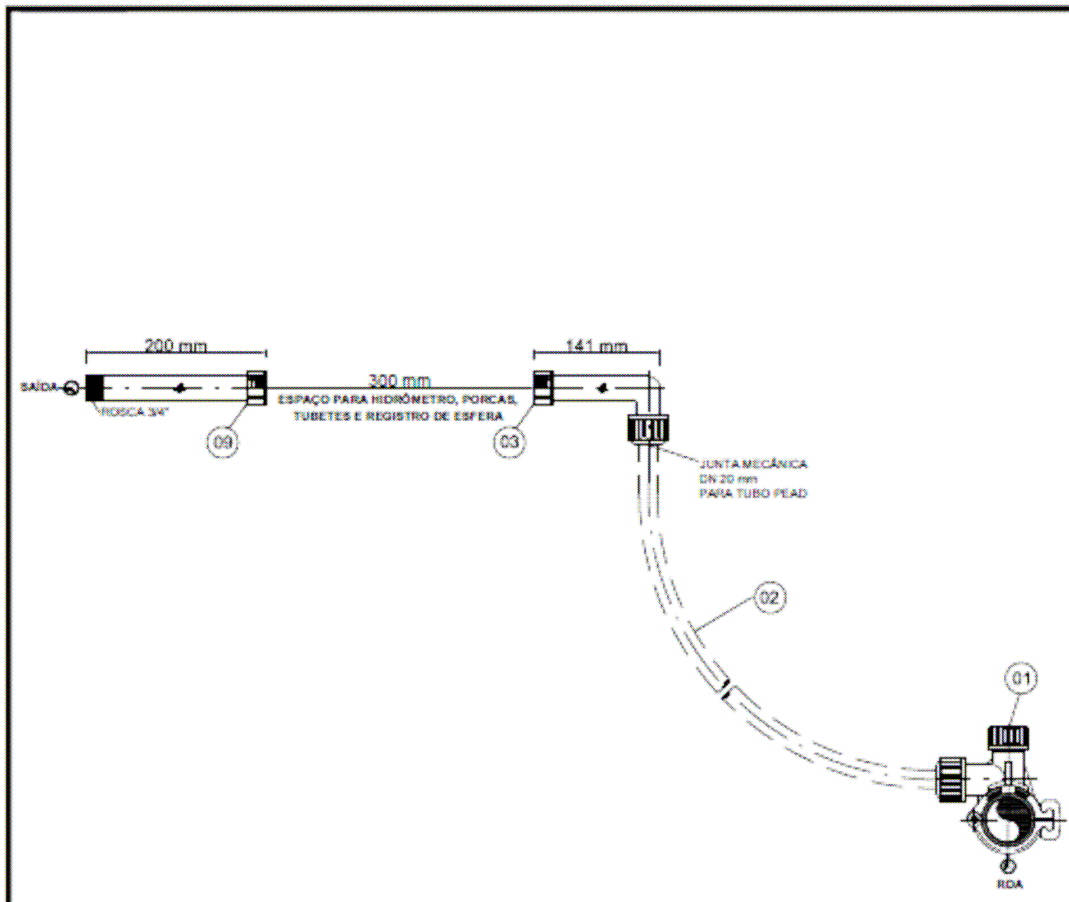 200 mm
141 mm
SAÍDA
300 mm
ROSCA 3/4"
ESPAÇO PARA HIDRÔMETRO, PORCAS,
TUBETES E REGISTRO DE ESFERA
09
03
JUNTA MECÂNICA
DN 20 mm
PARA TUBO PEAD
02
01
RDA